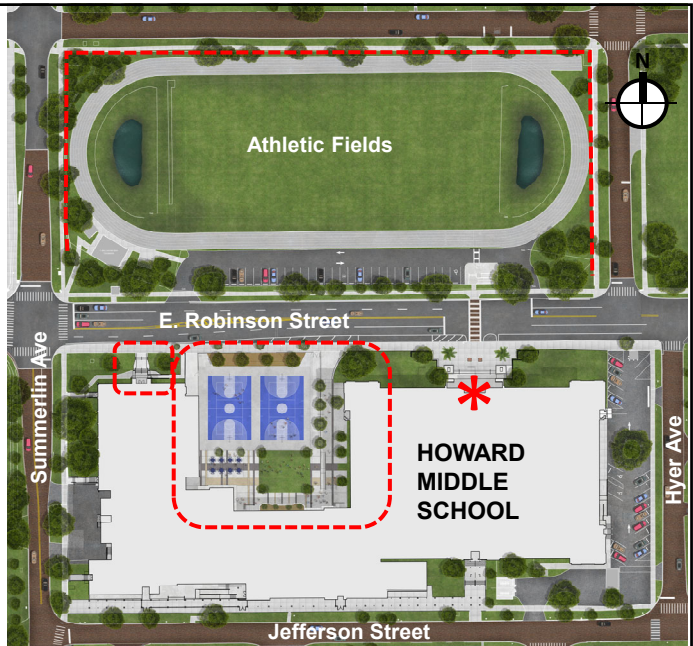 N
Athletic Fields
E. Robinson Street
Summerlin Ave
HOWARD
MIDDLE
SCHOOL
Hyer Ave
Jefferson Street